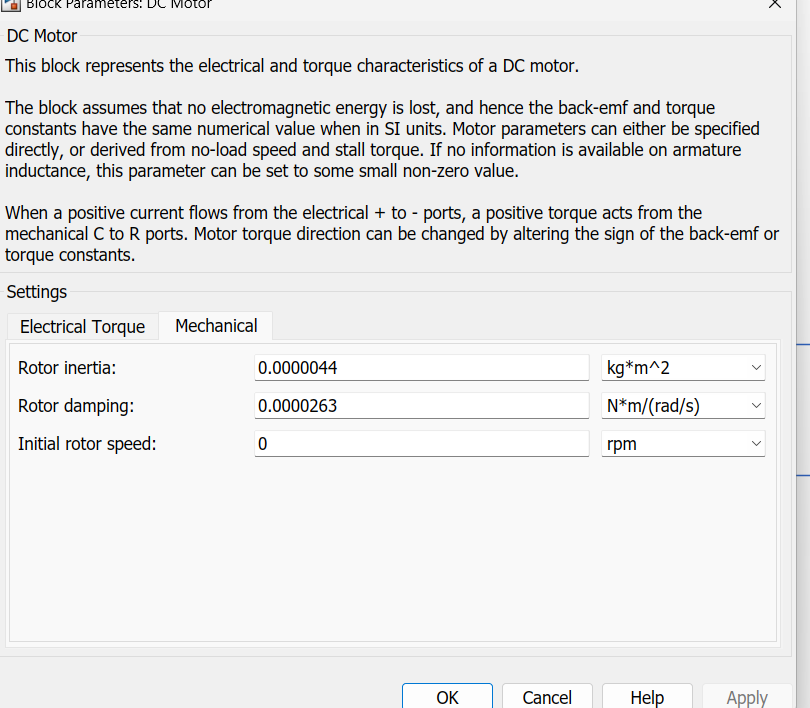 Block Parameters: DC Motor
DC Motor
This block represents the electrical and torque characteristics of a DC motor.
The block assumes that no electromagnetic energy is lost, and hence the back-emf and torque
constants have the same numerical value when in SI units. Motor parameters can either be specified
directly, or derived from no-load speed and stall torque. If no information is available on armature
inductance, this parameter can be set to some small non-zero value.
When a positive current flows from the electrical + to - ports, a positive torque acts from the
mechanical C to R ports. Motor torque direction can be changed by altering the sign of the back-emf or
torque constants.
Settings
Electrical Torque Mechanical
Rotor inertia: 0.0000044 kg*m^2
Rotor damping: 0.0000263 N*m/(rad/s)
Initial rotor speed: 0 rpm
OK Cancel Help Apply